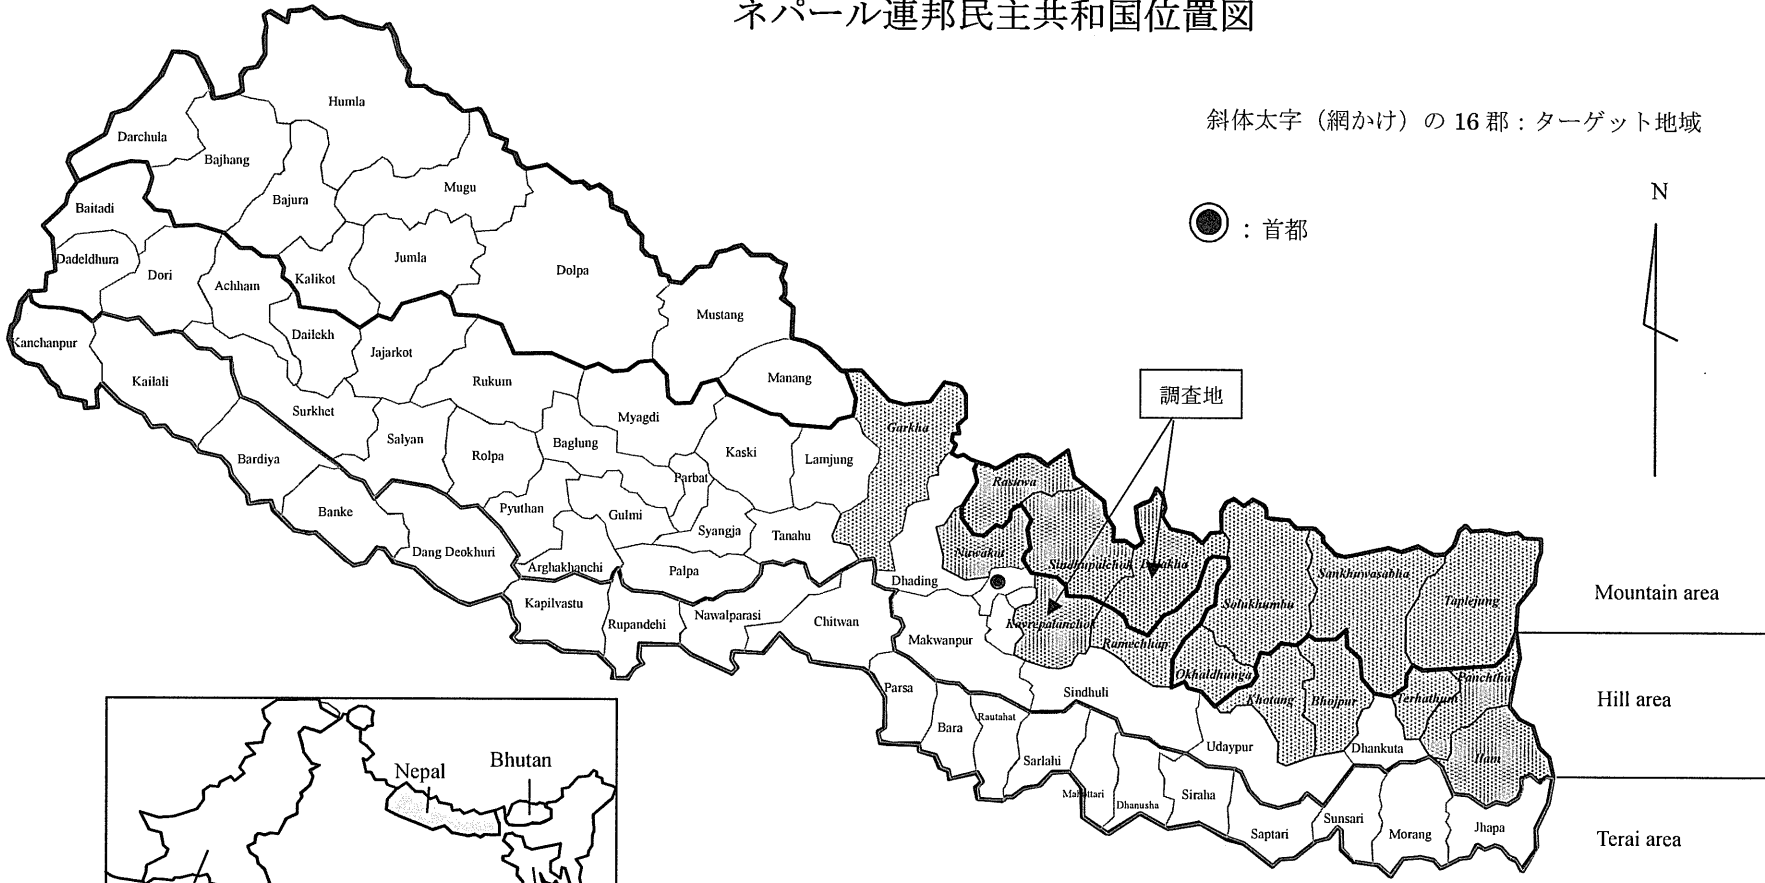 ネパール連邦民主共和国位置図
斜体太字（網かけ）の 16 郡：ターゲット地域
N
：首都
調査地
Humla
Darchula
Bajhang
Mugu
Bajura
Baitadi
Dadeldhura
Dori
Achham
Kalikot
Jumla
Dolpa
Mustang
Dailekh
Kanchanpur
Jajarkot
Kailali
Rukum
Manang
Surkhet
Myagdi
Garkha
Salyan
Baglung
Kaski
Lamjung
Bardiya
Rolpa
Parbat
Rasuwa
Banke
Pyuthan
Gulmi
Syangja
Tanahu
Dang Deokhuri
Nuwakot
Arghakhanchi
Palpa
Dhading
Sindhupalchok
Sankhuwasabha
Mountain area
Kapilvastu
Nawalparasi
Chitwan
Solukhumbu
Taplejung
Rupandehi
Makwanpur
Kavrepalanchok
Ramechhap
Okhaldhunga
Parsa
Sindhuli
Khotang
Bhojpur
Terhathum
Hill area
Bara
Rautahat
Sarlahi
Udaypur
Dhankuta
Ilam
Nepal
Bhutan
Dhanusha
Siraha
Saptari
Sunsari
Morang
Jhapa
Terai area